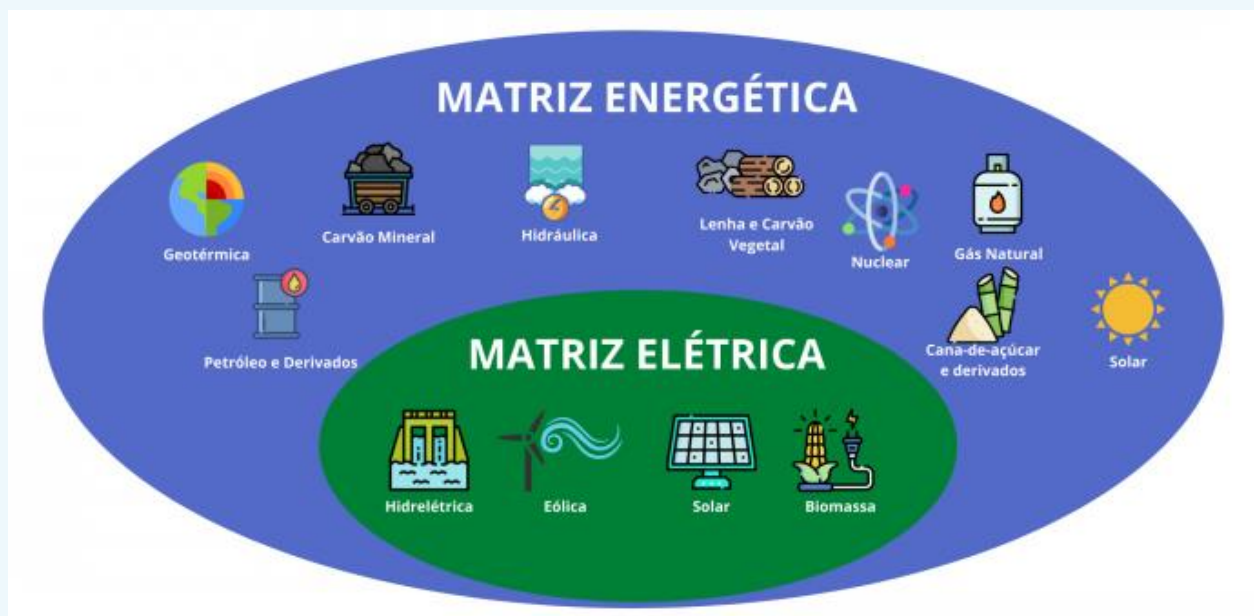 MATRIZ ENERGÉTICA
Geotérmica
Carvão Mineral
Hidráulica
Lenha e Carvão
Vegetal
Nuclear
Gás Natural
Petróleo e Derivados
Cana-de-açúcar
e derivados
Solar
MATRIZ ELÉTRICA
Hidrelétrica
Eólica
Solar
Biomassa